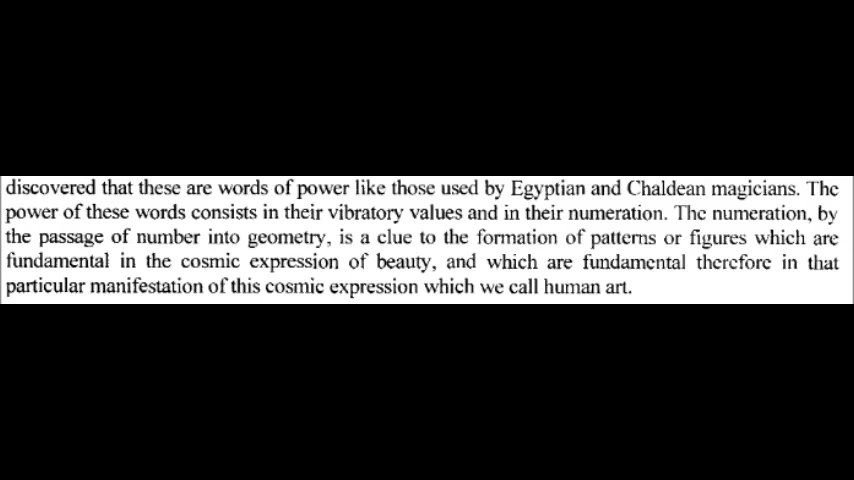 discovered that these are words of power like those used by Egyptian and Chaldean magicians. The
power of these words consists in their vibratory values and in their numeration. The numeration, by
the passage of number into geometry, is a clue to the formation of patterns or figures which are
fundamental in the cosmic expression of beauty, and which are fundamental therefore in that
particular manifestation of this cosmic expression which we call human art.